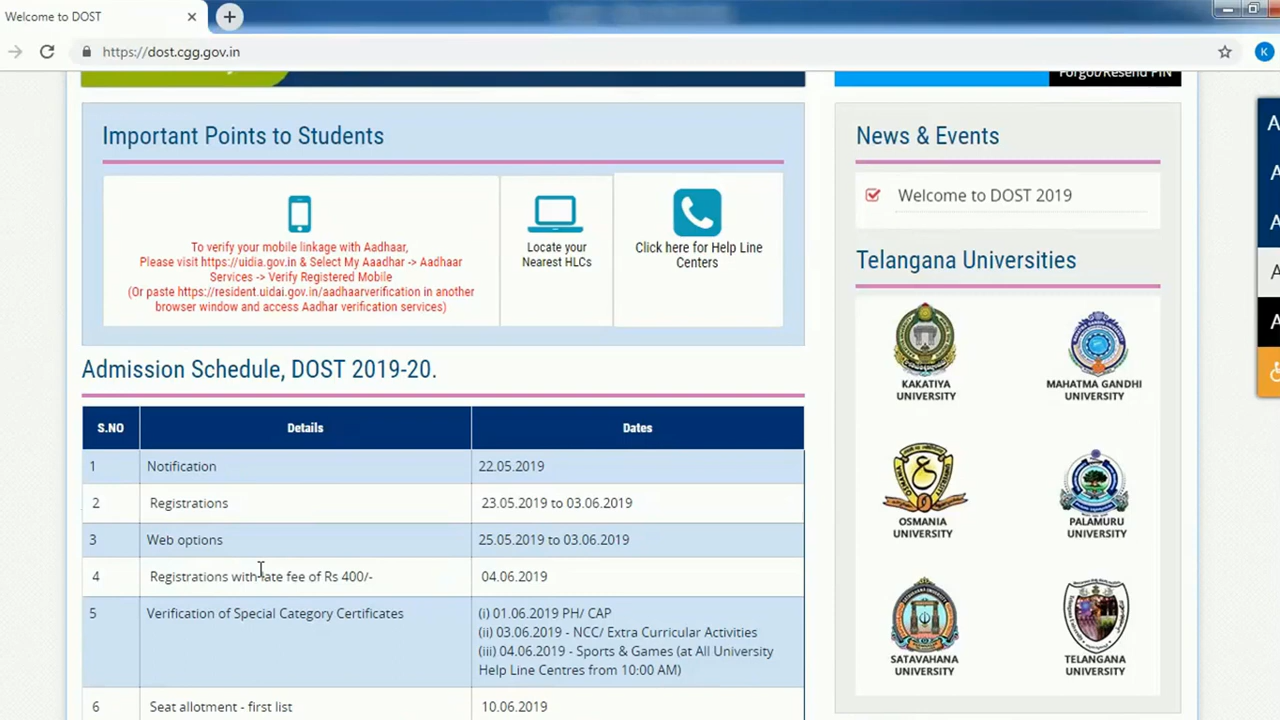 Welcome to DOST
https://dost.cgg.gov.in
K
Forgot/Resend PIN
Important Points to Students
To verify your mobile linkage with Aadhaar,
Please visit https://uidia.gov.in & Select My Aaadhar -> Aadhaar
Services -> Verify Registered Mobile
(Or paste https://resident.uidai.gov.in/aadhaarverification in another
browser window and access Aadhar verification services)
Locate your
Nearest HLCs
Click here for Help Line
Centers
News & Events
Welcome to DOST 2019
Telangana Universities
KAKATIYA
UNIVERSITY
MAHATMA GANDHI
UNIVERSITY
OSMANIA
UNIVERSITY
PALAMURU
UNIVERSITY
SATAVAHANA
UNIVERSITY
TELANGANA
UNIVERSITY
Admission Schedule, DOST 2019-20.
S.NO Details Dates
1 Notification 22.05.2019
2 Registrations 23.05.2019 to 03.06.2019
3 Web options 25.05.2019 to 03.06.2019
4 Registrations with late fee of Rs 400/- 04.06.2019
5 Verification of Special Category Certificates (i) 01.06.2019 PH/ CAP
(ii) 03.06.2019 - NCC/ Extra Curricular Activities
(iii) 04.06.2019 - Sports & Games (at All University
Help Line Centres from 10:00 AM)
6 Seat allotment - first list 10.06.2019
A
A
A
A
A